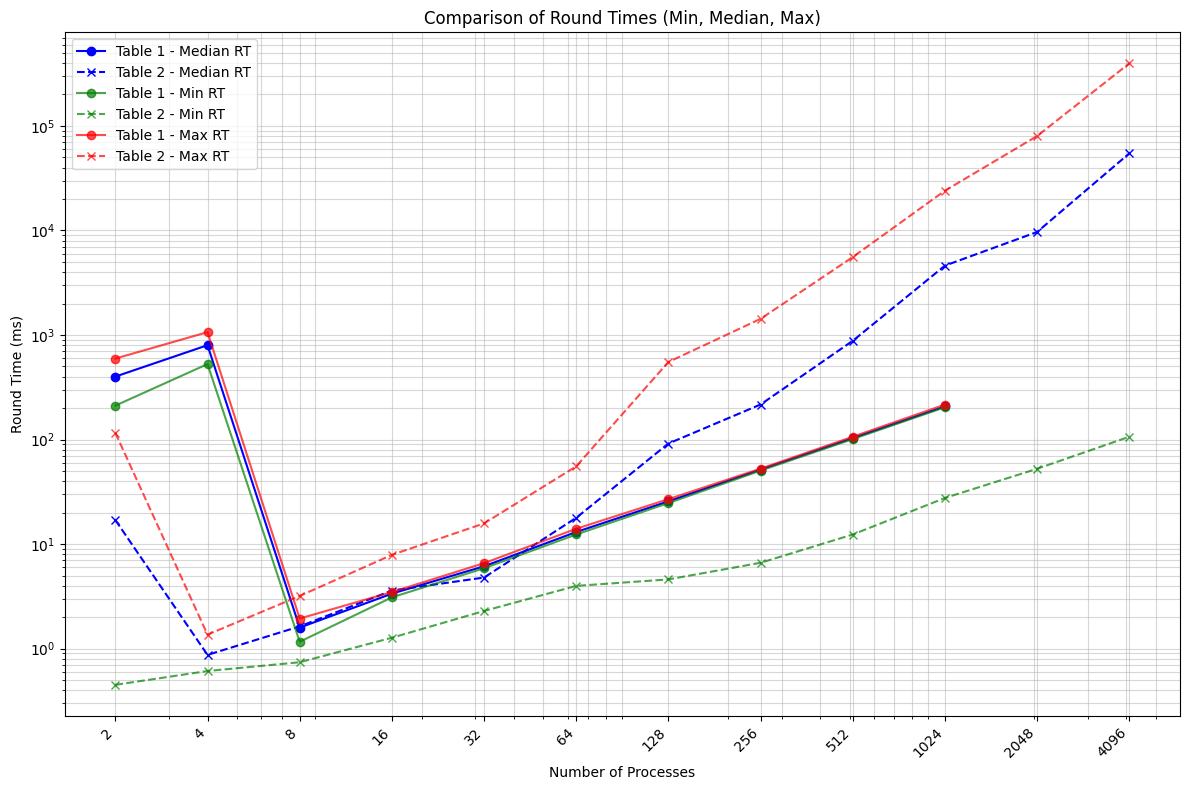 Comparison of Round Times (Min, Median, Max)
Table 1 - Median RT
Table 2 - Median RT
Table 1 - Min RT
Table 2 - Min RT
Table 1 - Max RT
Table 2 - Max RT
10^5
10^4
10^3
10^2
10^1
10^0
Round Time (ms)
2 4 8 16 32 64 128 256 512 1024 2048 4096
Number of Processes